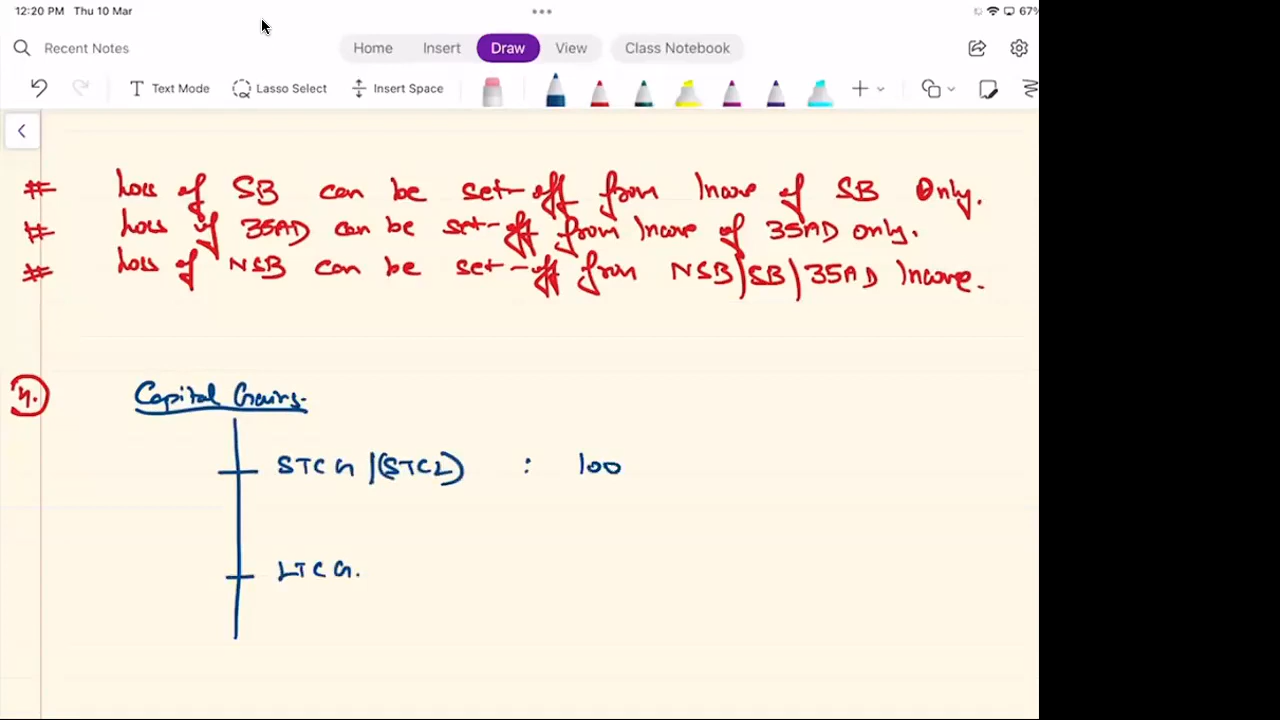 12:20 PM Thu 10 Mar
67%
Recent Notes
Home Insert Draw View Class Notebook
Text Mode Lasso Select Insert Space
# Loss of SB can be set-off from Income of SB Only.
# Loss of 35AD can be set-off from Income of 35AD only.
# Loss of NSB can be set-off from NSB/SB/35AD Income.
4. Capital Gains.
STCG/(STCL) : 100
LTCG.